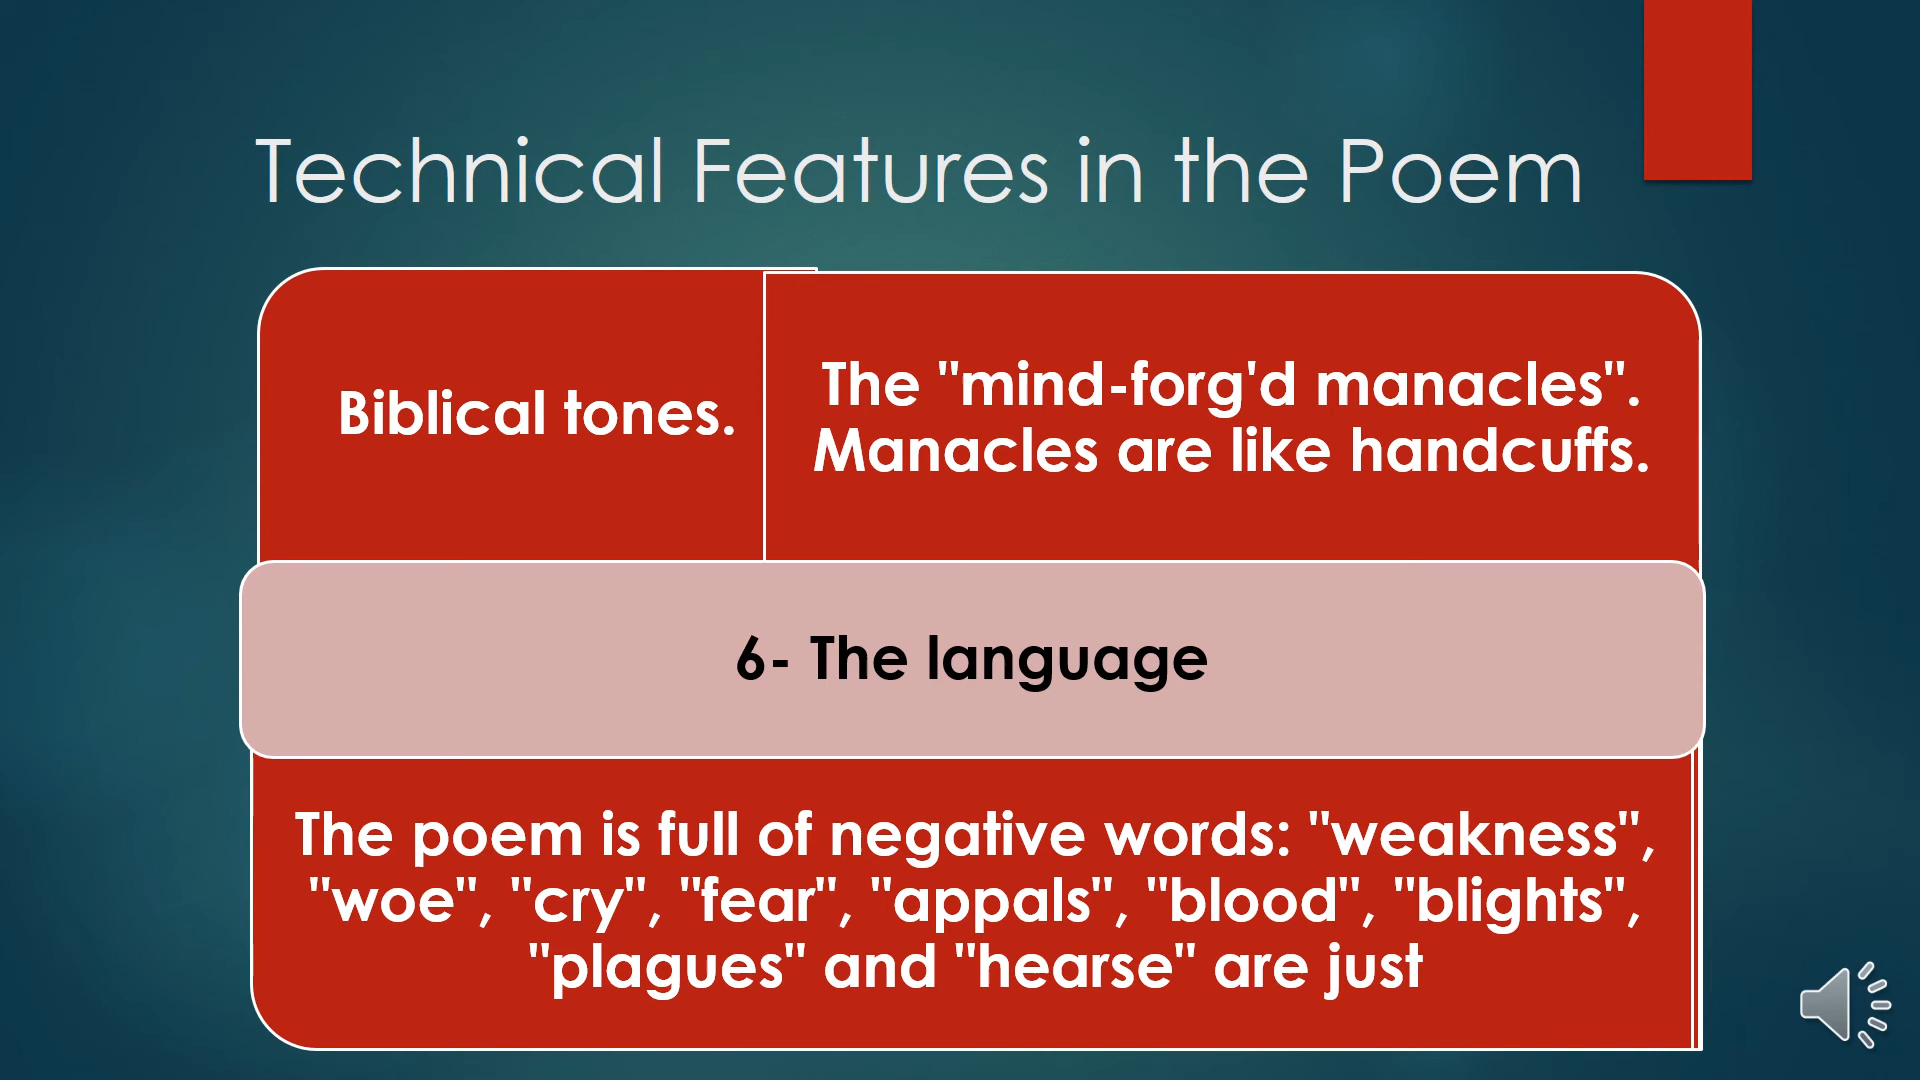 Technical Features in the Poem
Biblical tones.
The "mind-forg'd manacles".
Manacles are like handcuffs.
6- The language
The poem is full of negative words: "weakness",
"woe", "cry", "fear", "appals", "blood", "blights",
"plagues" and "hearse" are just